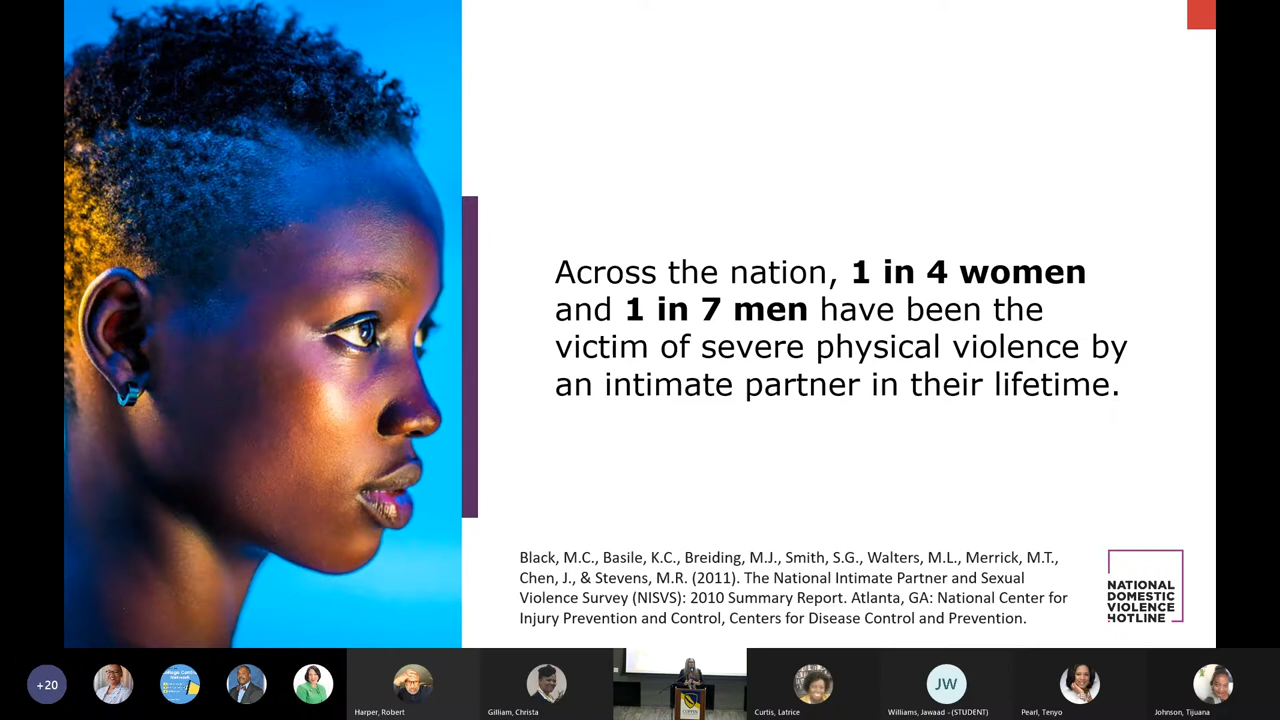 Across the nation, 1 in 4 women
and 1 in 7 men have been the
victim of severe physical violence by
an intimate partner in their lifetime.
Black, M.C., Basile, K.C., Breiding, M.J., Smith, S.G., Walters, M.L., Merrick, M.T.,
Chen, J., & Stevens, M.R. (2011). The National Intimate Partner and Sexual
Violence Survey (NISVS): 2010 Summary Report. Atlanta, GA: National Center for
Injury Prevention and Control, Centers for Disease Control and Prevention.
NATIONAL
DOMESTIC
VIOLENCE
HOTLINE
+20
JW
Harper, Robert
Gilliam, Christa
COPPIN
Curtis, Latrice
Williams, Jawaad - (STUDENT)
Pearl, Tenyo
Johnson, Tijuana